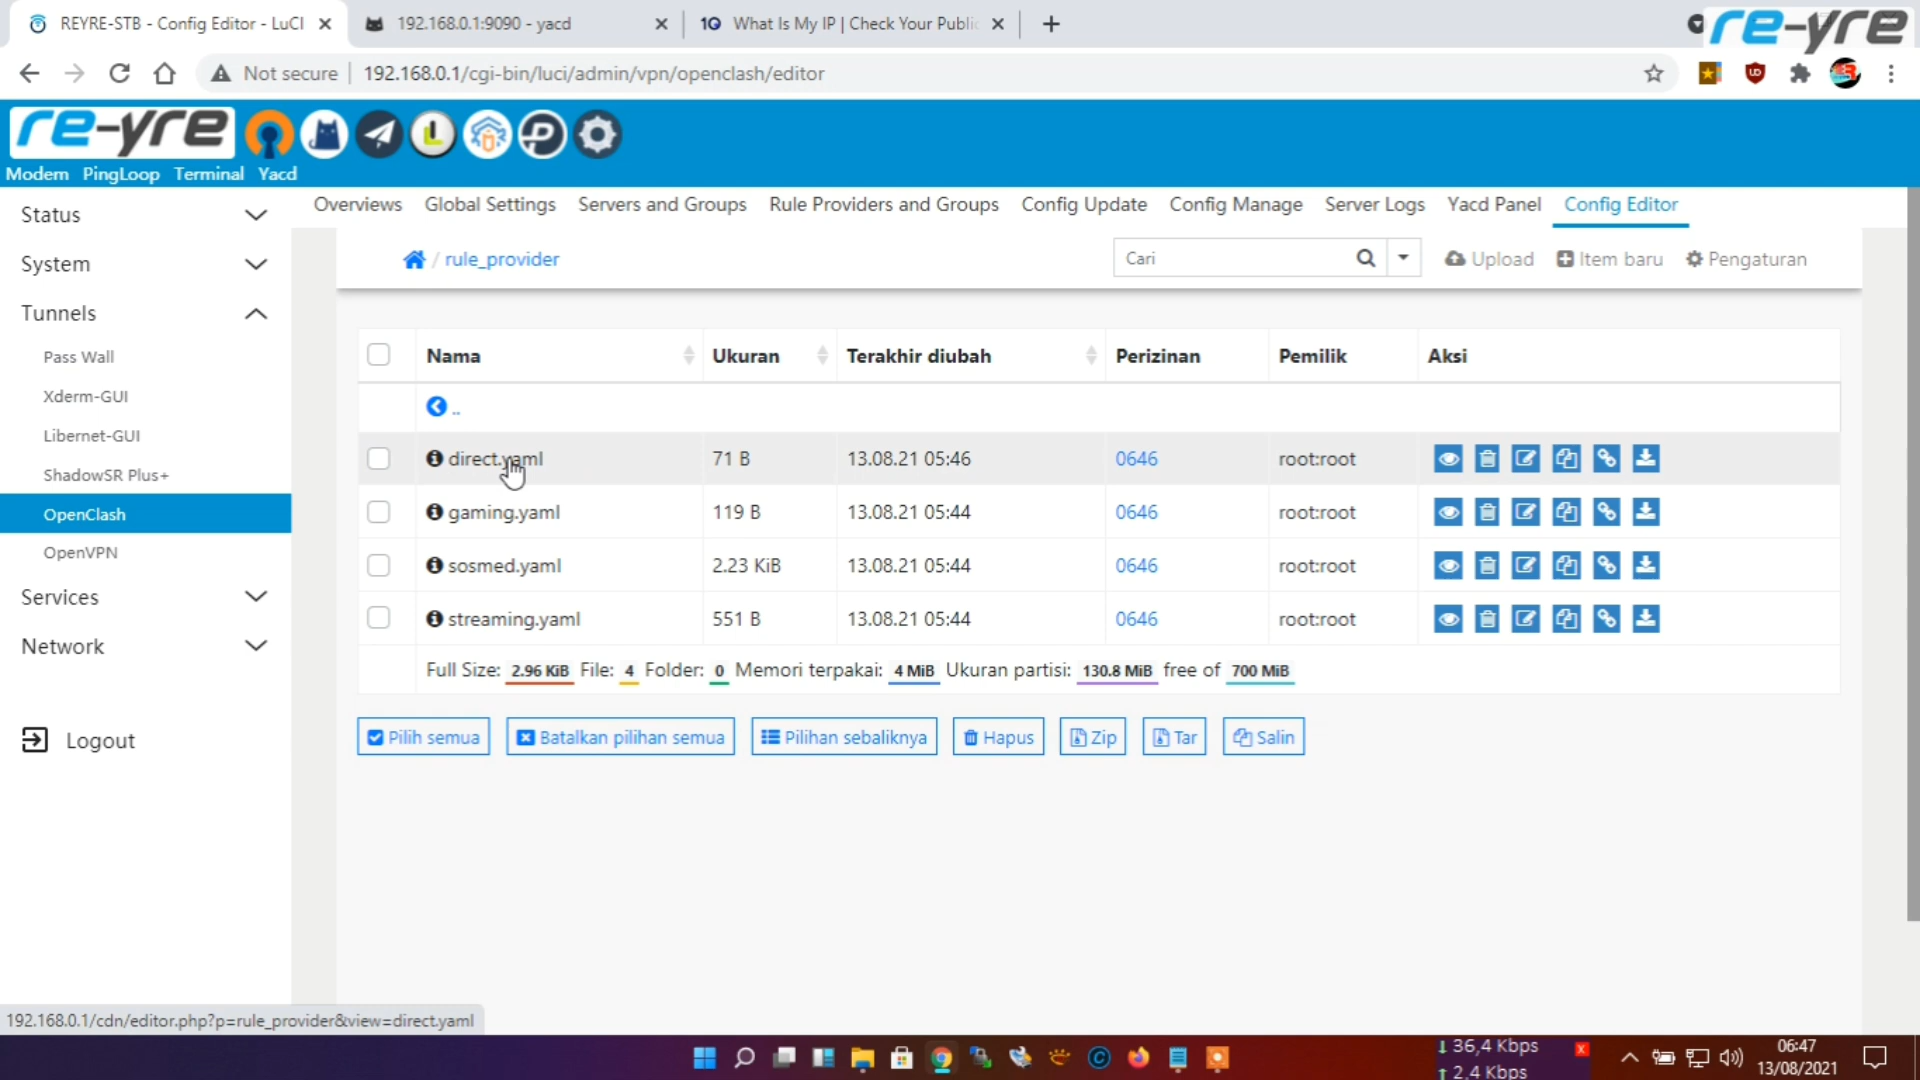 REYRE-STB - Config Editor - LuCI
192.168.0.1:9090 - yacd
1Q What Is My IP | Check Your Public
re-yre
Not secure 192.168.0.1/cgi-bin/luci/admin/vpn/openclash/editor
re-yre
Modem PingLoop Terminal Yacd
Overviews Global Settings Servers and Groups Rule Providers and Groups Config Update Config Manage Server Logs Yacd Panel Config Editor
Status
System
Tunnels
Pass Wall
Xderm-GUI
Libernet-GUI
ShadowSR Plus+
OpenClash
OpenVPN
Services
Network
Logout
/ rule_provider
Cari
Upload Item baru Pengaturan
Nama Ukuran Terakhir diubah Perizinan Pemilik Aksi
..
direct.yaml 71 B 13.08.21 05:46 0646 root:root
gaming.yaml 119 B 13.08.21 05:44 0646 root:root
sosmed.yaml 2.23 KiB 13.08.21 05:44 0646 root:root
streaming.yaml 551 B 13.08.21 05:44 0646 root:root
Full Size: 2.96 KiB File: 4 Folder: 0 Memori terpakai: 4 MiB Ukuran partisi: 130.8 MiB free of 700 MiB
Pilih semua Batalkan pilihan semua Pilihan sebaliknya Hapus Zip Tar Salin
192.168.0.1/cdn/editor.php?p=rule_provider&view=direct.yaml
↓ 36,4 Kbps
↑ 2,4 Kbps
06:47
13/08/2021